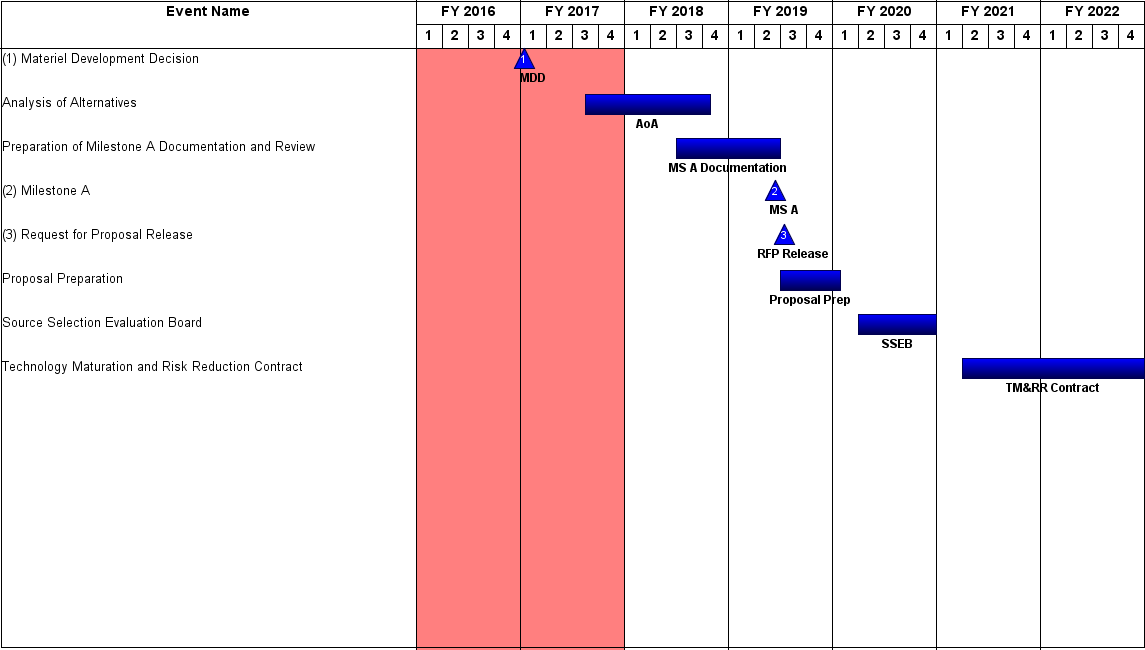 Event Name FY 2016 FY 2017 FY 2018 FY 2019 FY 2020 FY 2021 FY 2022
1 2 3 4 1 2 3 4 1 2 3 4 1 2 3 4 1 2 3 4 1 2 3 4 1 2 3 4
(1) Materiel Development Decision 1
MDD
Analysis of Alternatives
AoA
Preparation of Milestone A Documentation and Review
MS A Documentation
(2) Milestone A 2
MS A
(3) Request for Proposal Release 3
RFP Release
Proposal Preparation
Proposal Prep
Source Selection Evaluation Board
SSEB
Technology Maturation and Risk Reduction Contract
TM&RR Contract